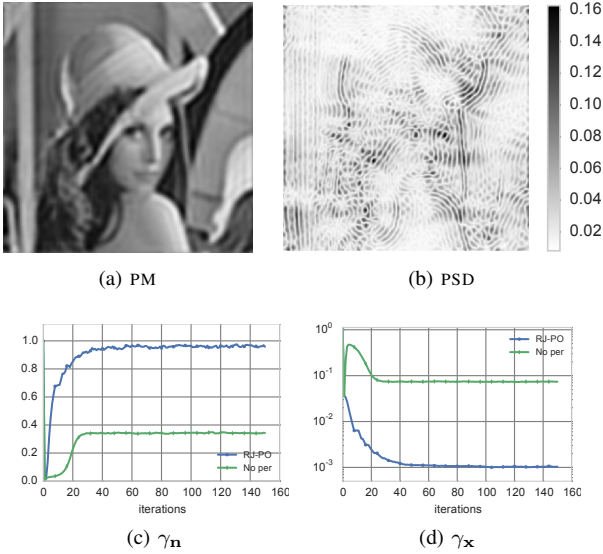 0.16
0.14
0.12
0.10
0.08
0.06
0.04
0.02
(a) PM
(b) PSD
1.0
0.8
0.6
0.4
0.2
0.0
0 20 40 60 80 100 120 140 160
iterations
RJ-PO
No per
(c) γn
10^0
10^-1
10^-2
10^-3
0 20 40 60 80 100 120 140 160
iterations
RJ-PO
No per
(d) γx